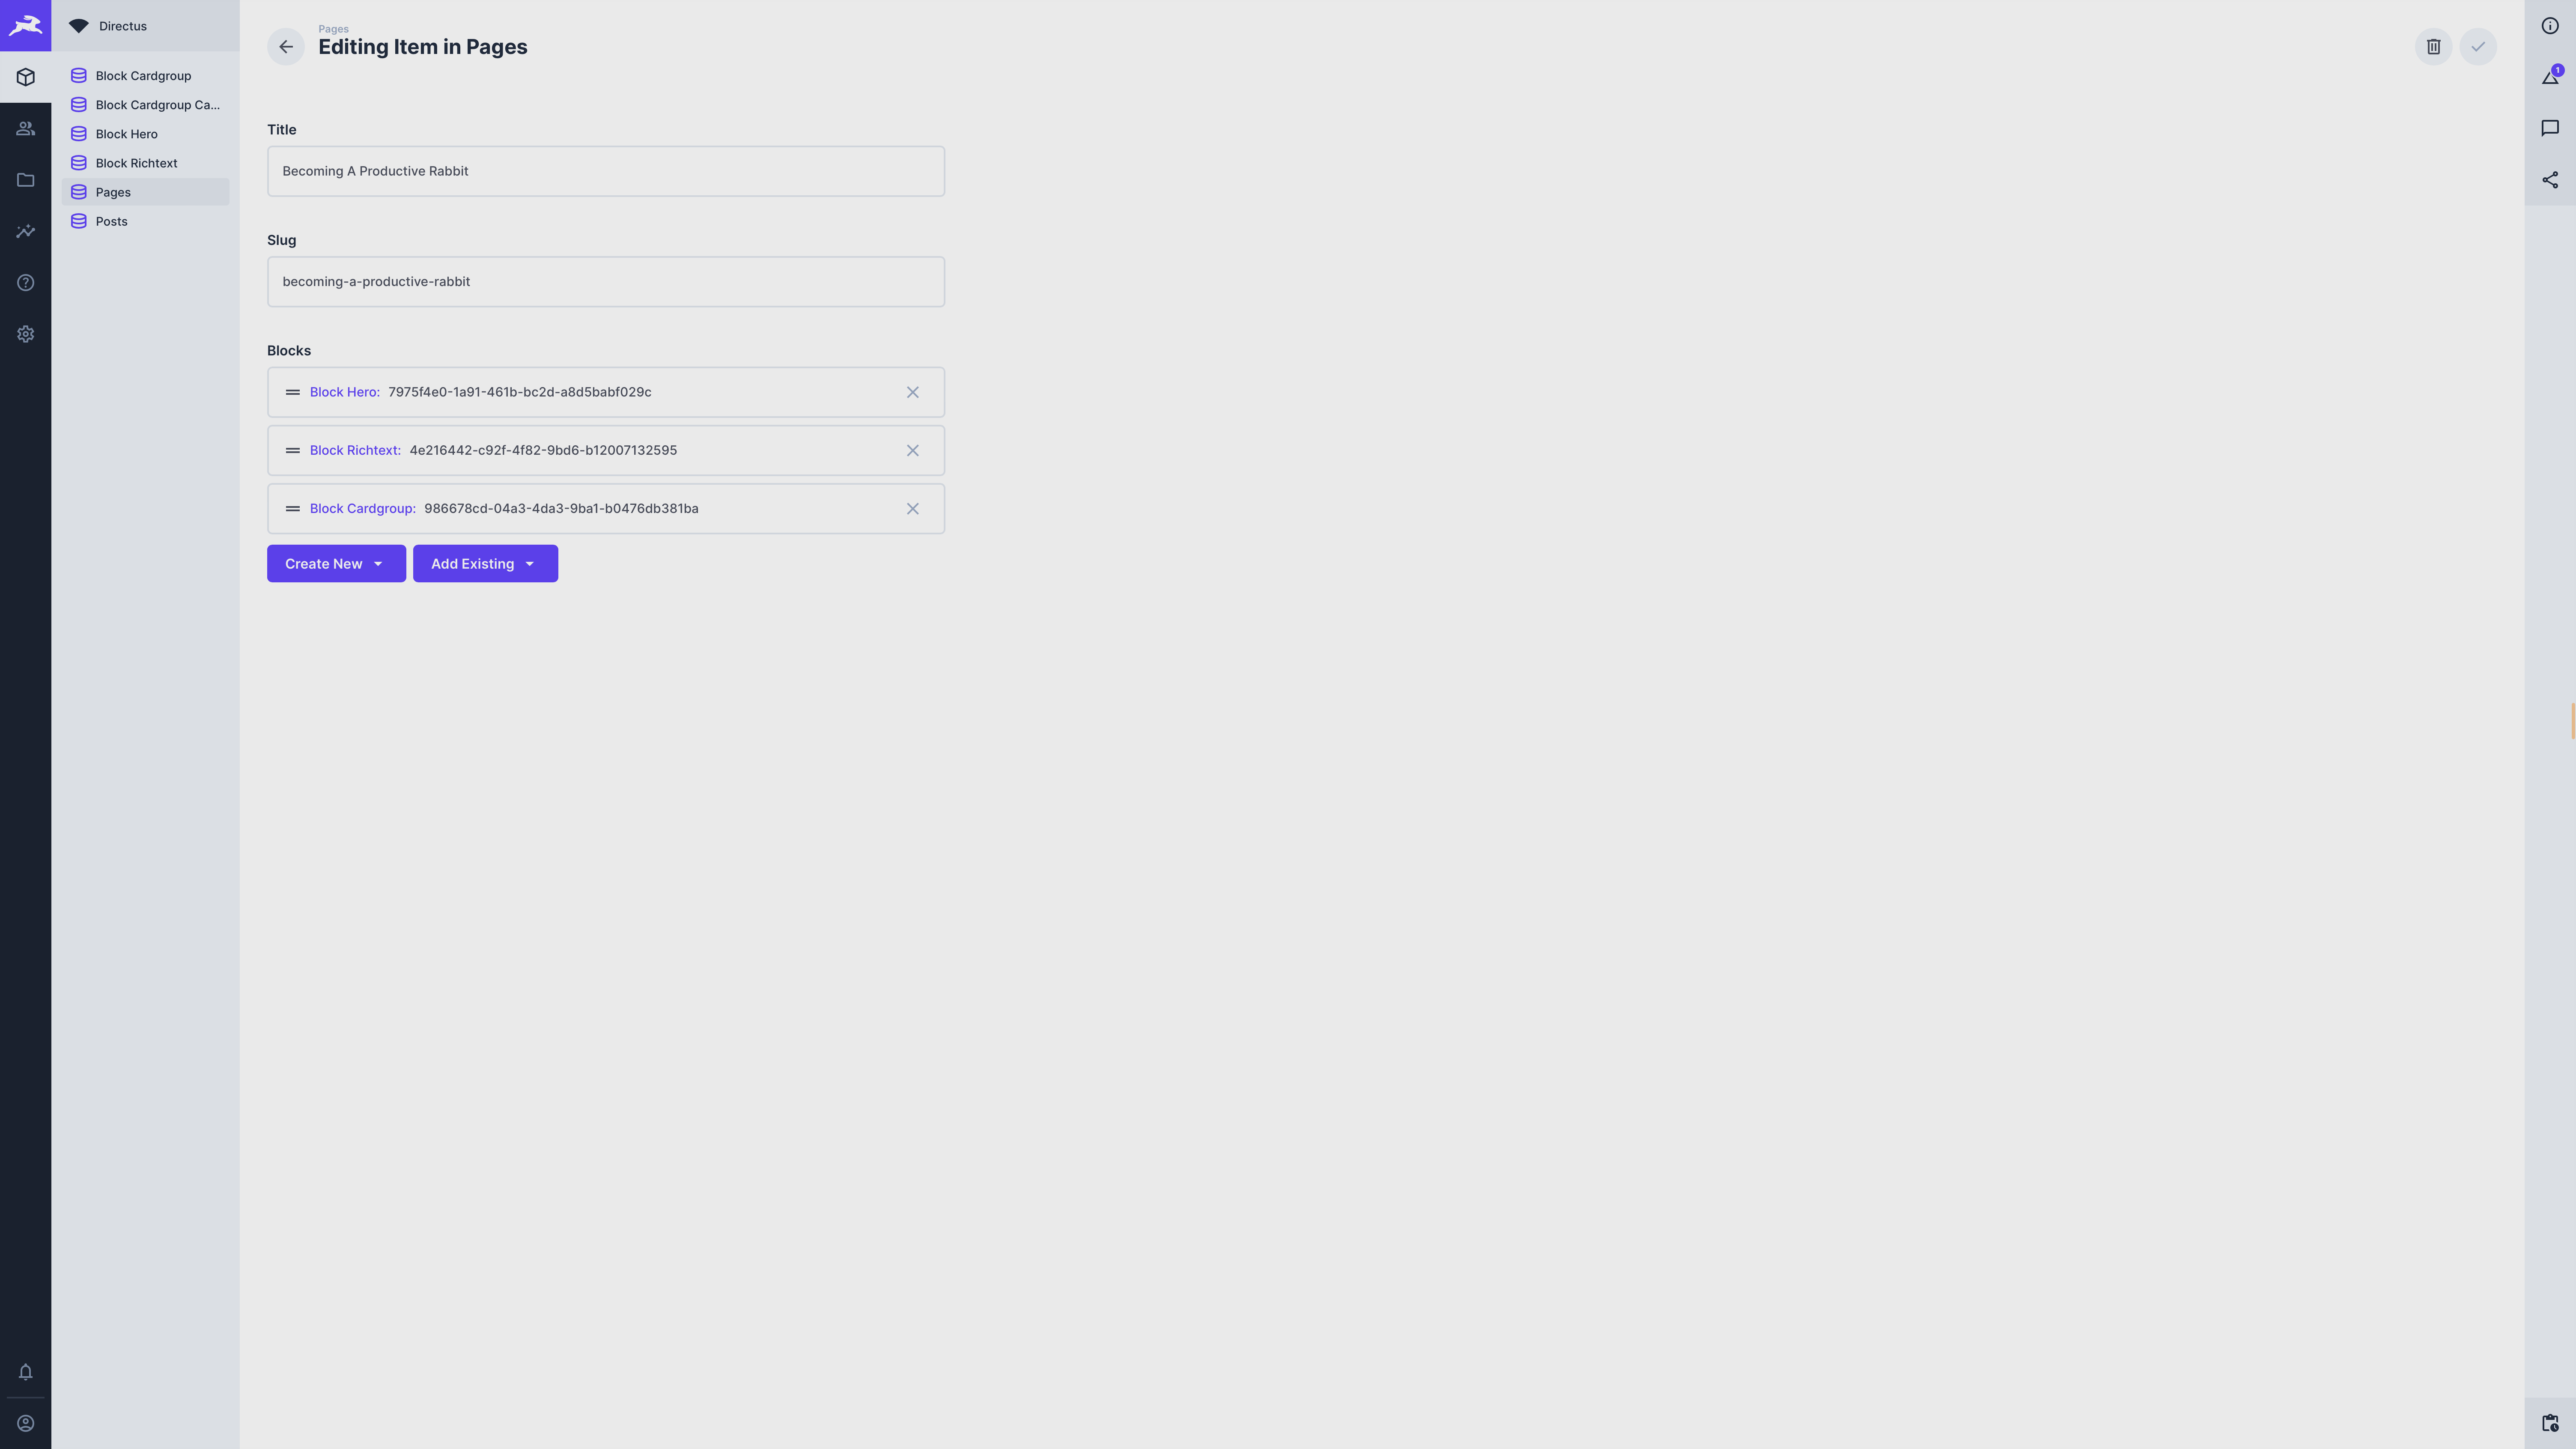 Directus
Block Cardgroup
Block Cardgroup Ca...
Block Hero
Block Richtext
Pages
Posts
Pages
Editing Item in Pages
1
Title
Becoming A Productive Rabbit
Slug
becoming-a-productive-rabbit
Blocks
Block Hero: 7975f4e0-1a91-461b-bc2d-a8d5babf029c
Block Richtext: 4e216442-c92f-4f82-9bd6-b12007132595
Block Cardgroup: 986678cd-04a3-4da3-9ba1-b0476db381ba
Create New
Add Existing